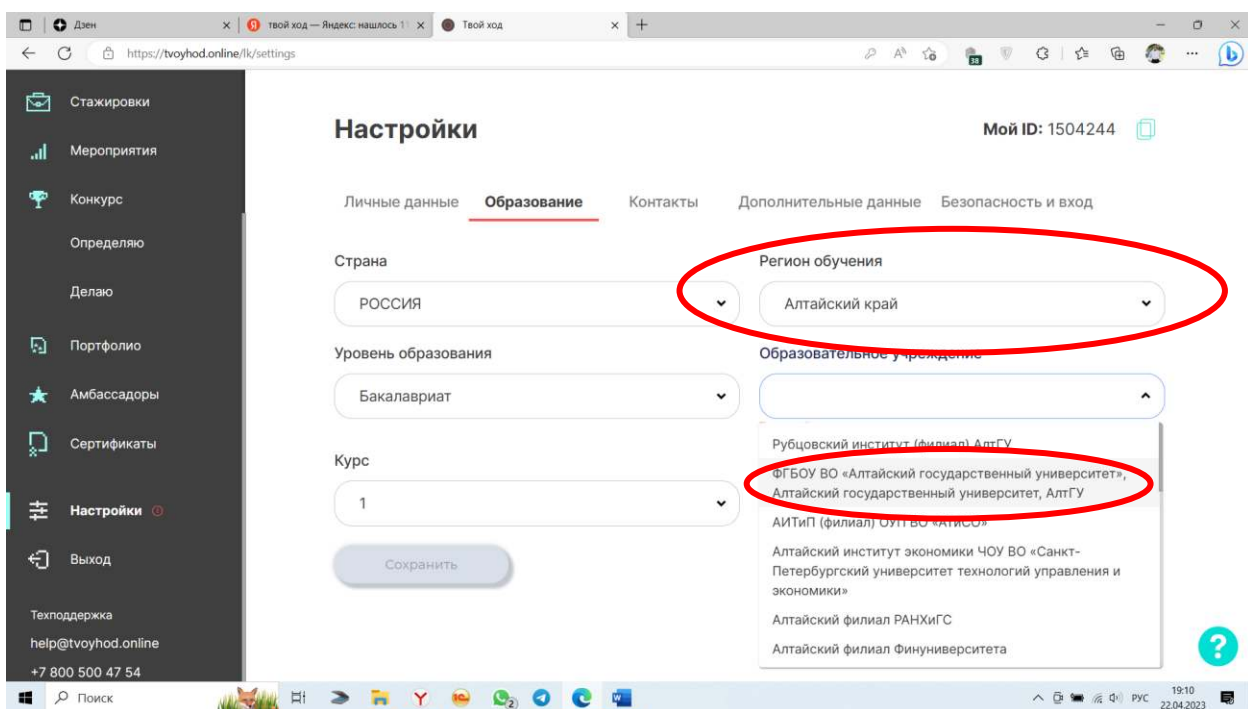 Дзен
твой ход — Яндекс: нашлось 1
Твой ход
https://tvoyhod.online/lk/settings
38
Стажировки
Мероприятия
Конкурс
Определяю
Делаю
Портфолио
Амбассадоры
Сертификаты
Настройки
Выход
Техподдержка
help@tvoyhod.online
+7 800 500 47 54
Настройки
Мой ID: 1504244
Личные данные Образование Контакты Дополнительные данные Безопасность и вход
Страна
РОССИЯ
Регион обучения
Алтайский край
Уровень образования
Бакалавриат
Образовательное учреждение
Курс
1
Сохранить
Рубцовский институт (филиал) АлтГУ
ФГБОУ ВО «Алтайский государственный университет»,
Алтайский государственный университет, АлтГУ
АИТиП (филиал) ОУП ВО «АТиСО»
Алтайский институт экономики ЧОУ ВО «Санкт-
Петербургский университет технологий управления и
экономики»
Алтайский филиал РАНХиГС
Алтайский филиал Финуниверситета
?
Поиск
2
РУС
19:10
22.04.2023